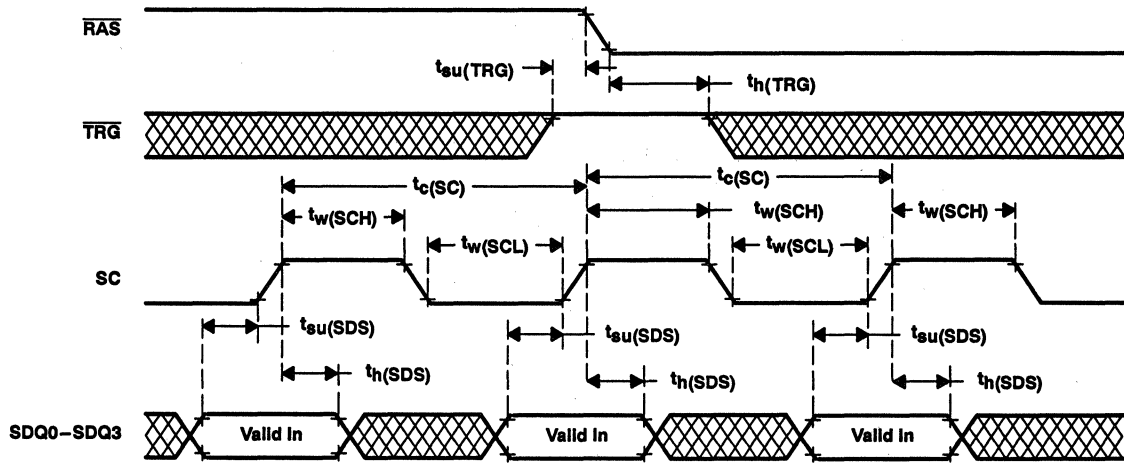 RAS
tsu(TRG)
th(TRG)
TRG
tc(SC)
tc(SC)
tw(SCH)
tw(SCH)
tw(SCH)
tw(SCL)
tw(SCL)
SC
tsu(SDS)
tsu(SDS)
tsu(SDS)
th(SDS)
th(SDS)
th(SDS)
SDQ0–SDQ3
Valid In
Valid In
Valid In